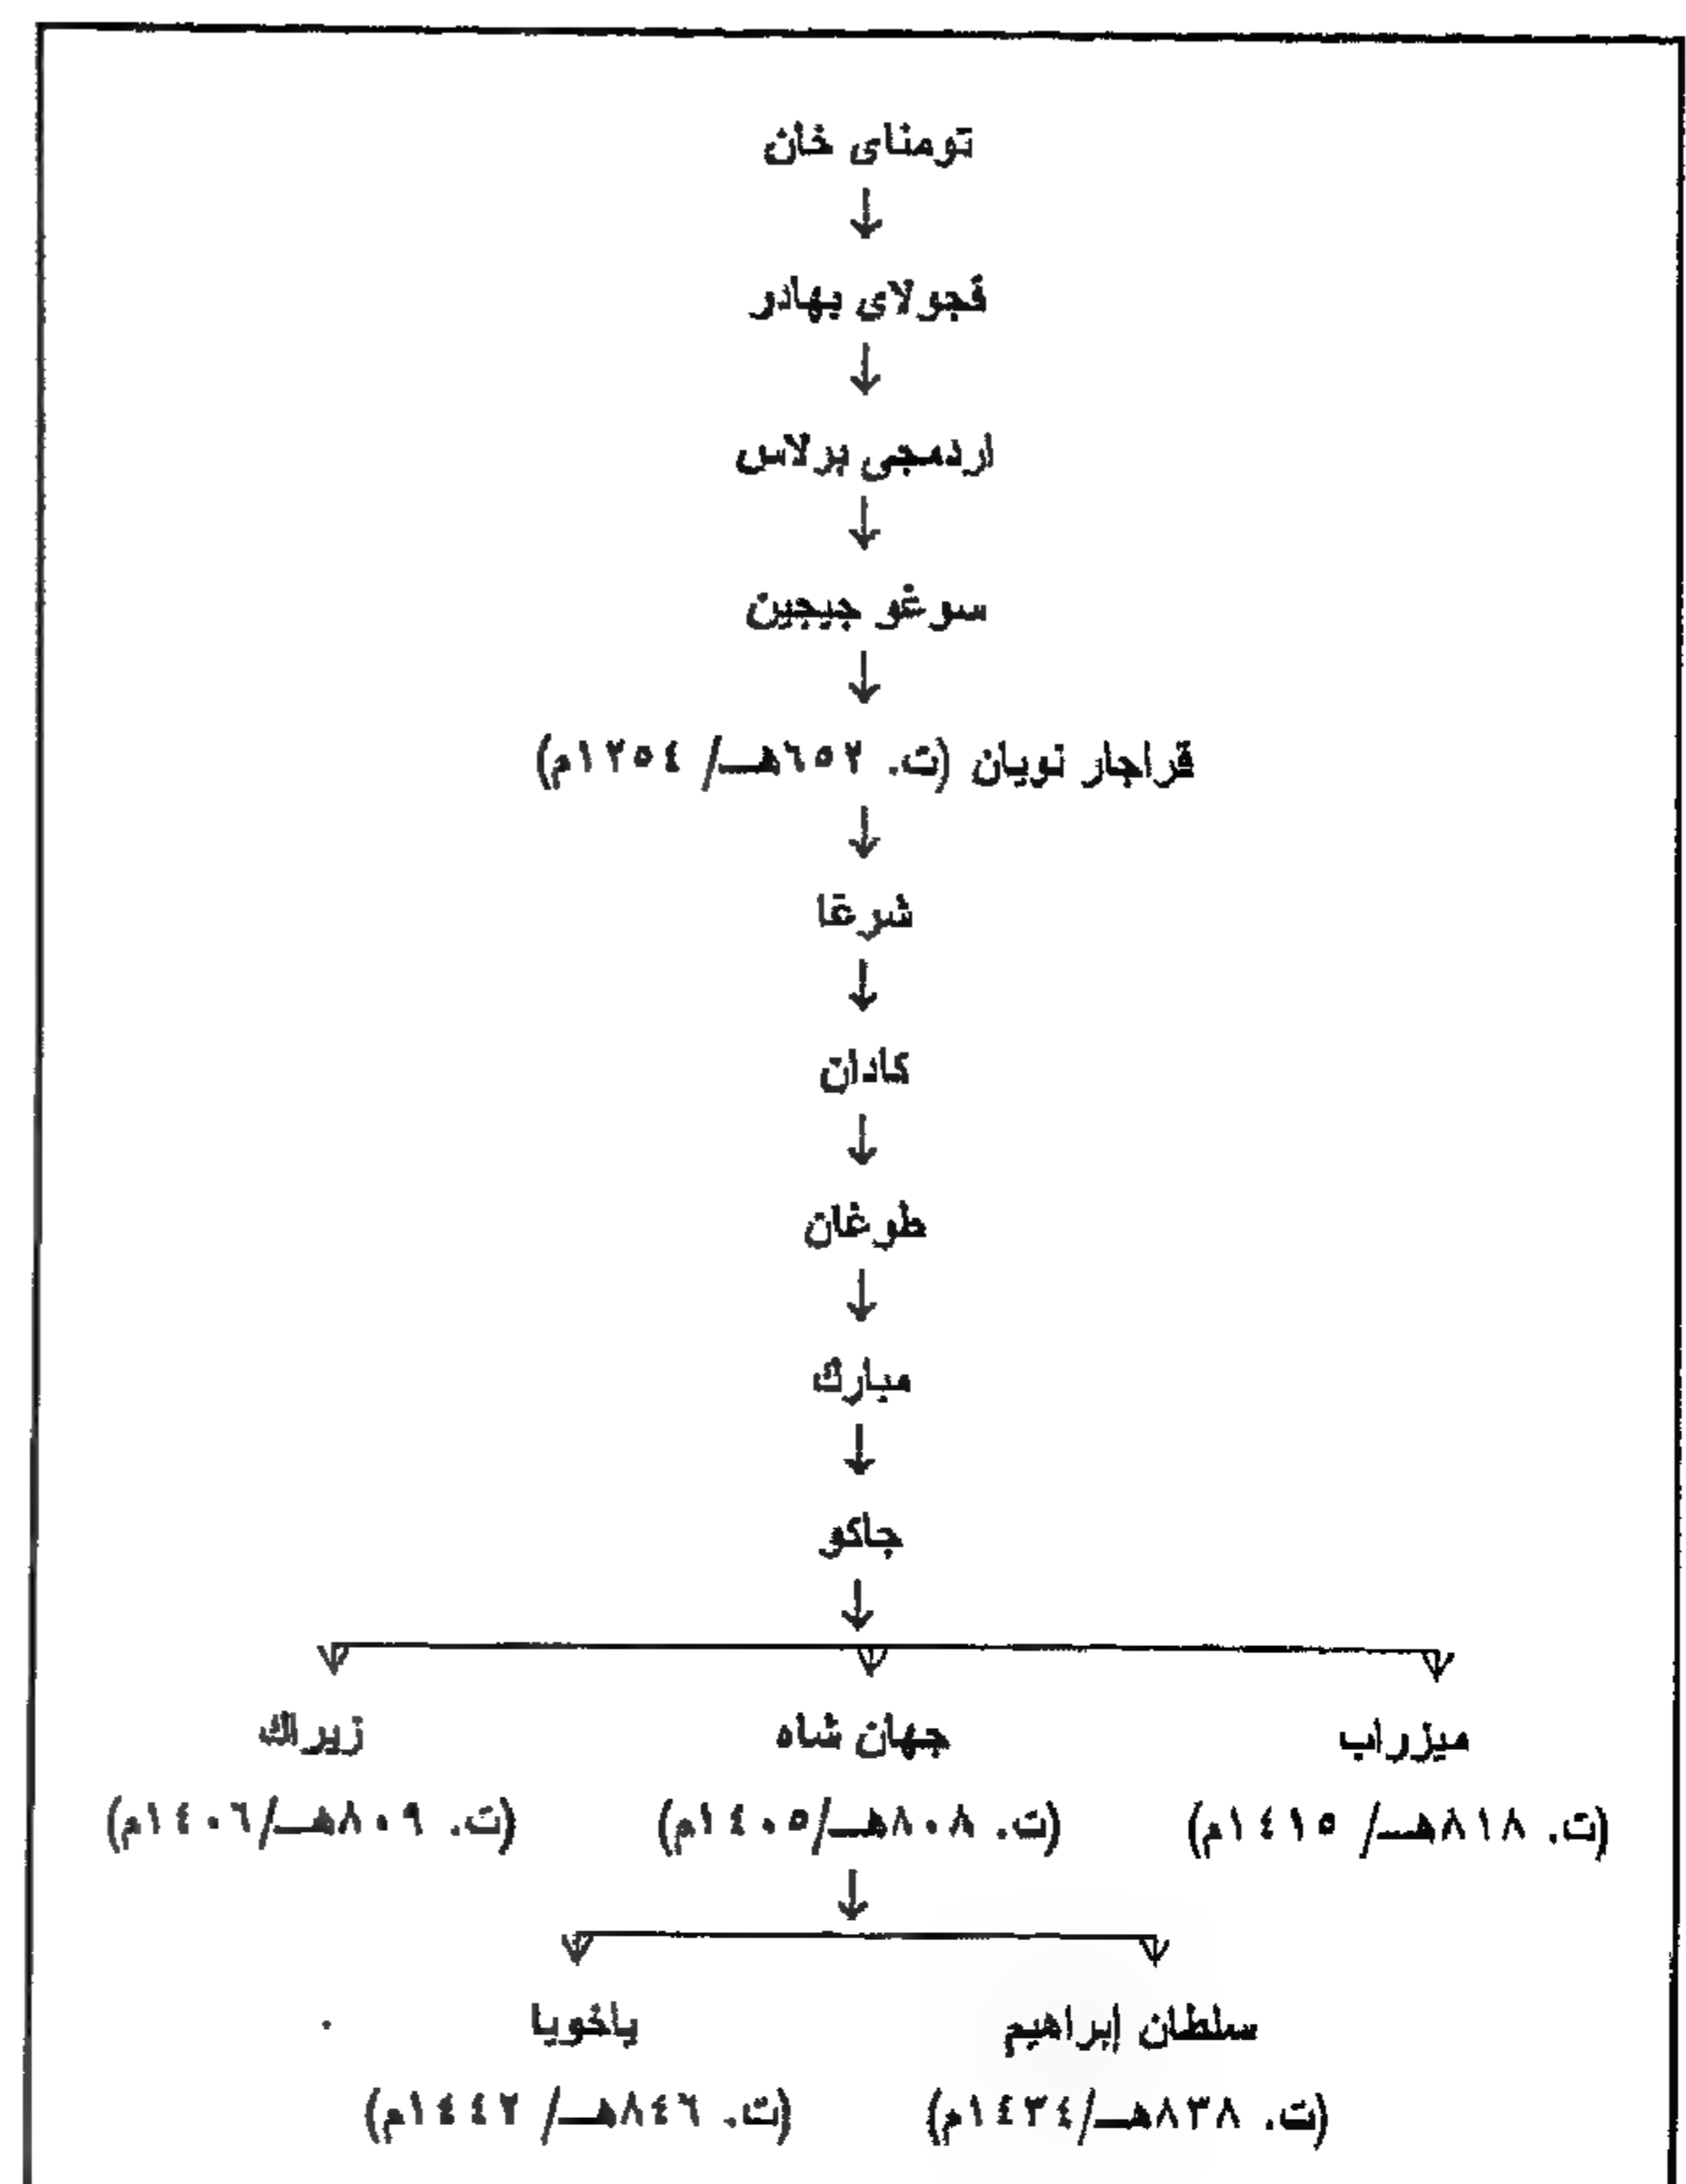 تومناى خان
قجولاى بهادر
اردمجى برلاس
سوغو جيجين
قراجار نويان (ت. ٦٥٢هـ/ ١٢٥٤م)
شرغا
كادان
طوغان
مبارك
جاكو
ميزراب جهان شاه زيراك
(ت. ٨١٨هـ/ ١٤١٥م) (ت. ٨٠٨هـ/١٤٠٥م) (ت. ٨٠٩هـ/١٤٠٦م)
سلطان إبراهيم ياخويا
(ت. ٨٣٨هـ/١٤٣٤م) (ت. ٨٤٦هـ/ ١٤٤٢م)